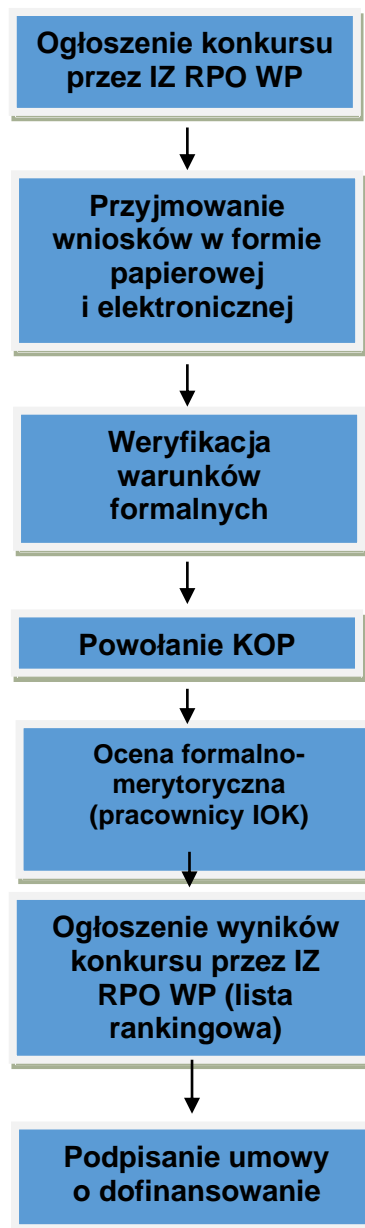 Ogłoszenie konkursu
przez IZ RPO WP
Przyjmowanie
wniosków w formie
papierowej
i elektronicznej
Weryfikacja
warunków
formalnych
Powołanie KOP
Ocena formalno-
merytoryczna
(pracownicy IOK)
Ogłoszenie wyników
konkursu przez IZ
RPO WP (lista
rankingowa)
Podpisanie umowy
o dofinansowanie